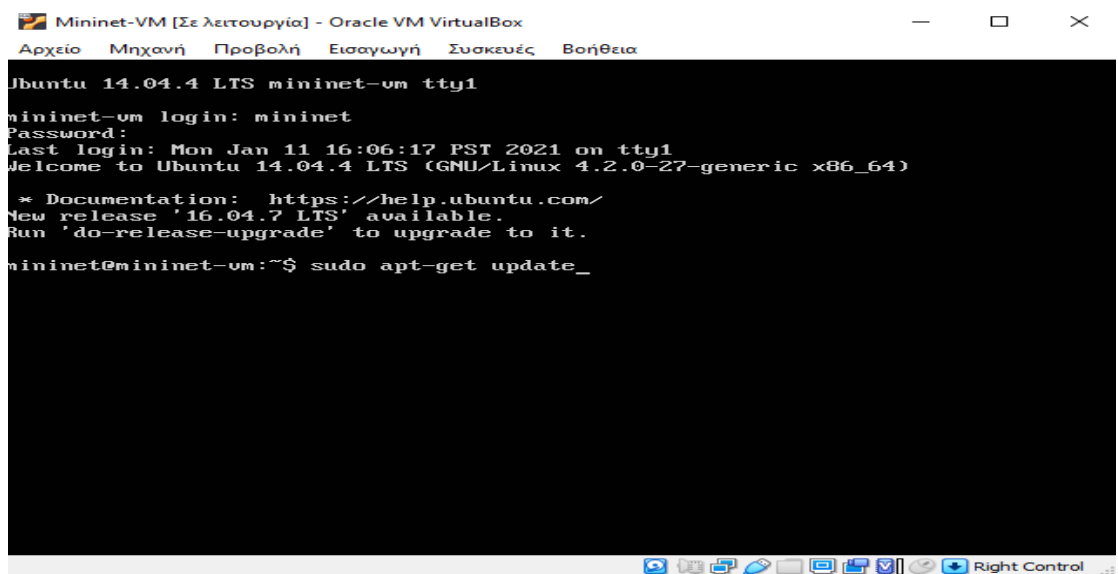 Mininet-VM [Σε λειτουργία] - Oracle VM VirtualBox
Αρχείο Μηχανή Προβολή Εισαγωγή Συσκευές Βοήθεια
Ubuntu 14.04.4 LTS mininet-vm tty1
mininet-vm login: mininet
Password:
Last login: Mon Jan 11 16:06:17 PST 2021 on tty1
Welcome to Ubuntu 14.04.4 LTS (GNU/Linux 4.2.0-27-generic x86_64)
* Documentation: https://help.ubuntu.com/
New release '16.04.7 LTS' available.
Run 'do-release-upgrade' to upgrade to it.
mininet@mininet-vm:~$ sudo apt-get update_
Right Control